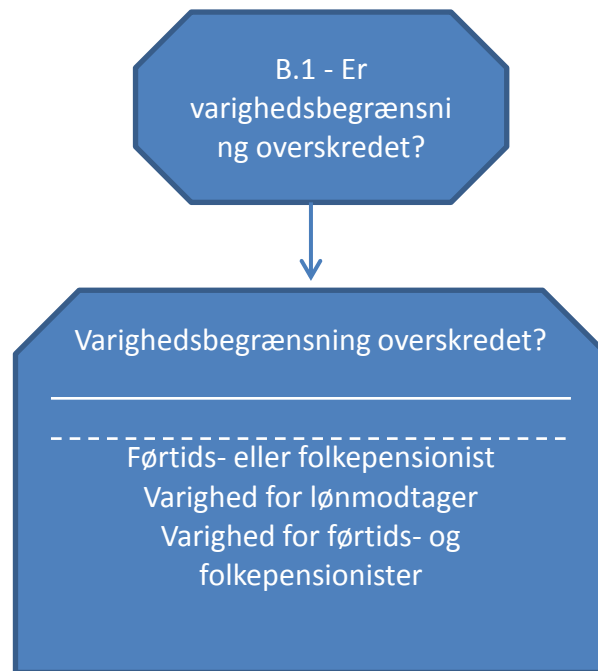 B.1 - Er
varighedsbegrænsni
ng overskredet?
Varighedsbegrænsning overskredet?
Førtids- eller folkepensionist
Varighed for lønmodtager
Varighed for førtids- og
folkepensionister